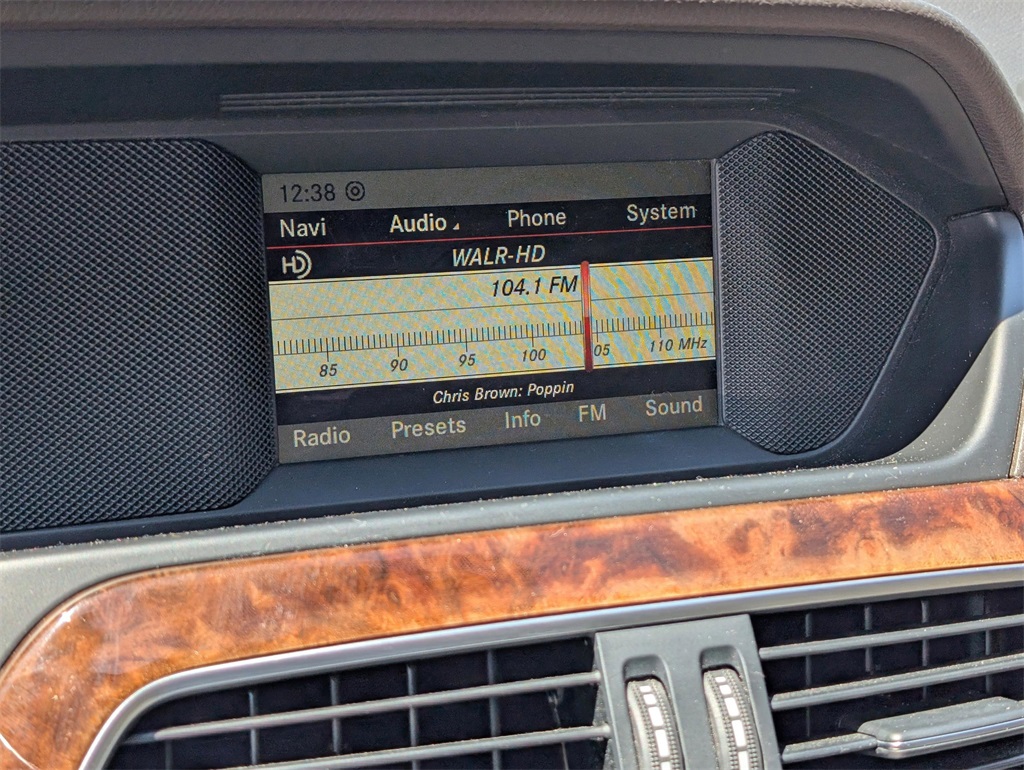 12:38
Navi Audio Phone System
HD WALR-HD
104.1 FM
85 90 95 100 05 110 MHz
Chris Brown: Poppin
Radio Presets Info FM Sound